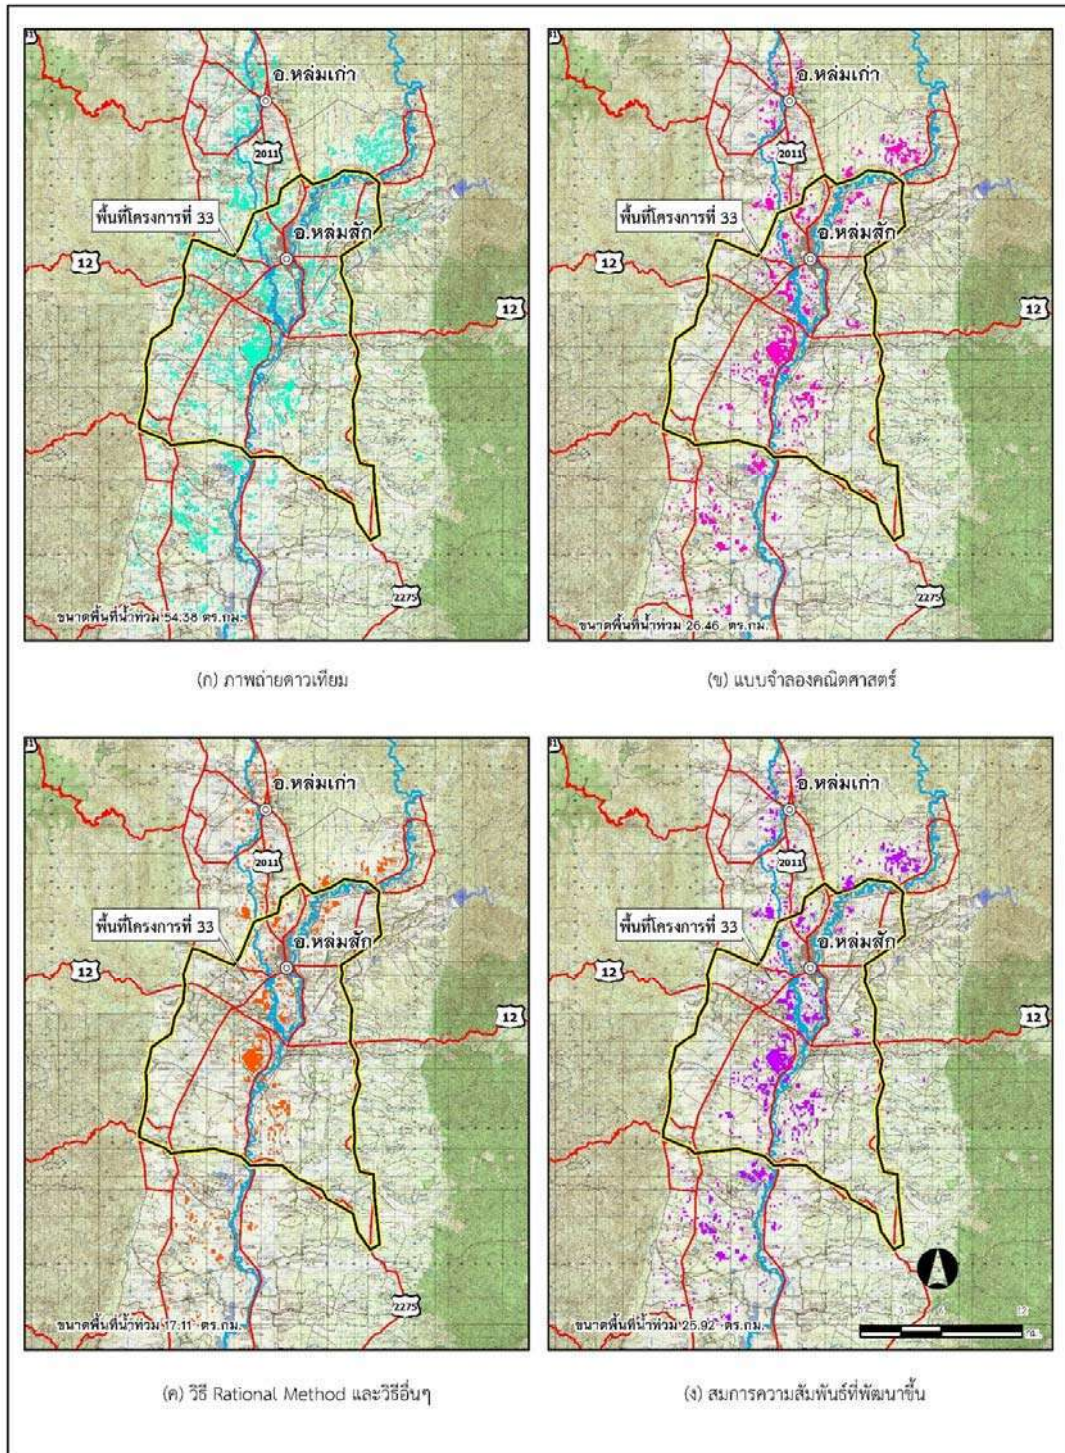 31
อ.หล่มเก่า
2011
พื้นที่โครงการที่ 33
อ.หล่มสัก
12
12
2275
ขนาดพื้นที่น้ำท่วม 54.38 ตร.กม.
(ก) ภาพถ่ายดาวเทียม
31
อ.หล่มเก่า
2011
พื้นที่โครงการที่ 33
อ.หล่มสัก
12
12
2275
ขนาดพื้นที่น้ำท่วม 26.46 ตร.กม.
(ข) แบบจำลองคณิตศาสตร์
31
อ.หล่มเก่า
2011
พื้นที่โครงการที่ 33
อ.หล่มสัก
12
12
2275
ขนาดพื้นที่น้ำท่วม 17.11 ตร.กม.
(ค) วิธี Rational Method และวิธีอื่นๆ
31
อ.หล่มเก่า
2011
พื้นที่โครงการที่ 33
อ.หล่มสัก
12
12
ขนาดพื้นที่น้ำท่วม 25.92 ตร.กม.
(ง) สมการความสัมพันธ์ที่พัฒนาขึ้น